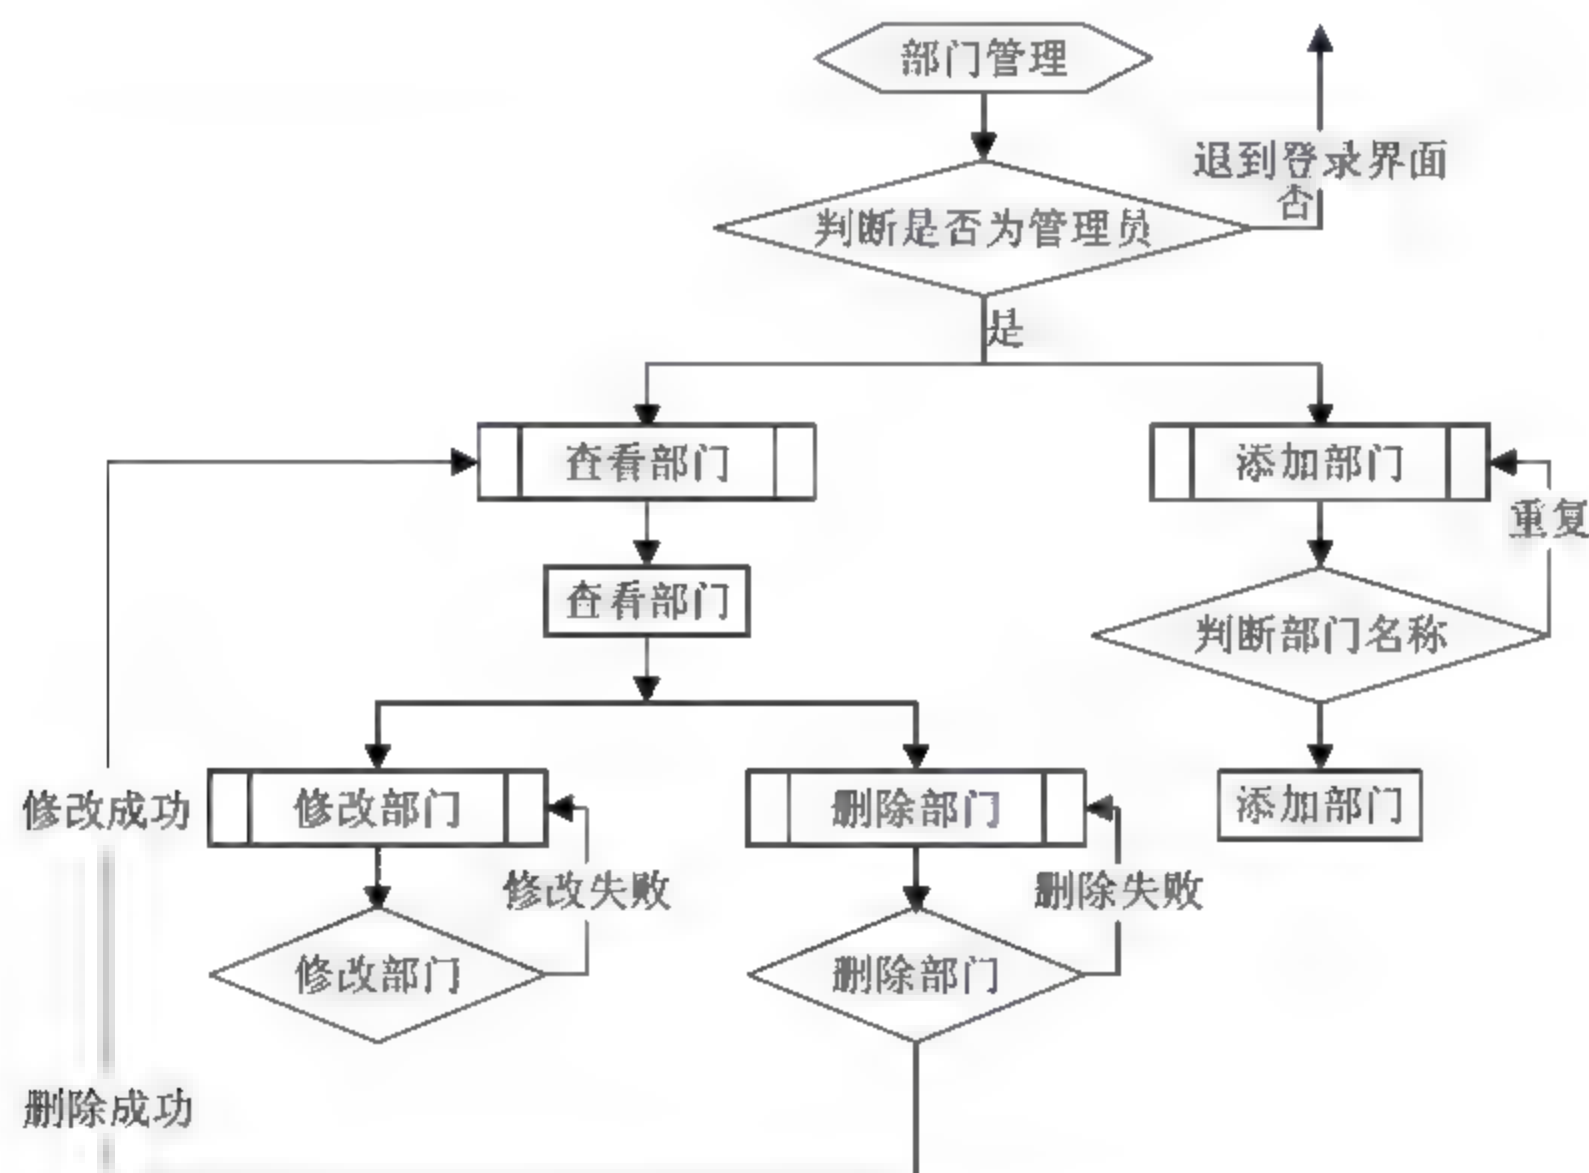 部门管理
退到登录界面
否
判断是否为管理员
是
查看部门
添加部门
重复
查看部门
判断部门名称
修改成功
修改部门
删除部门
添加部门
修改失败
删除失败
修改部门
删除部门
删除成功